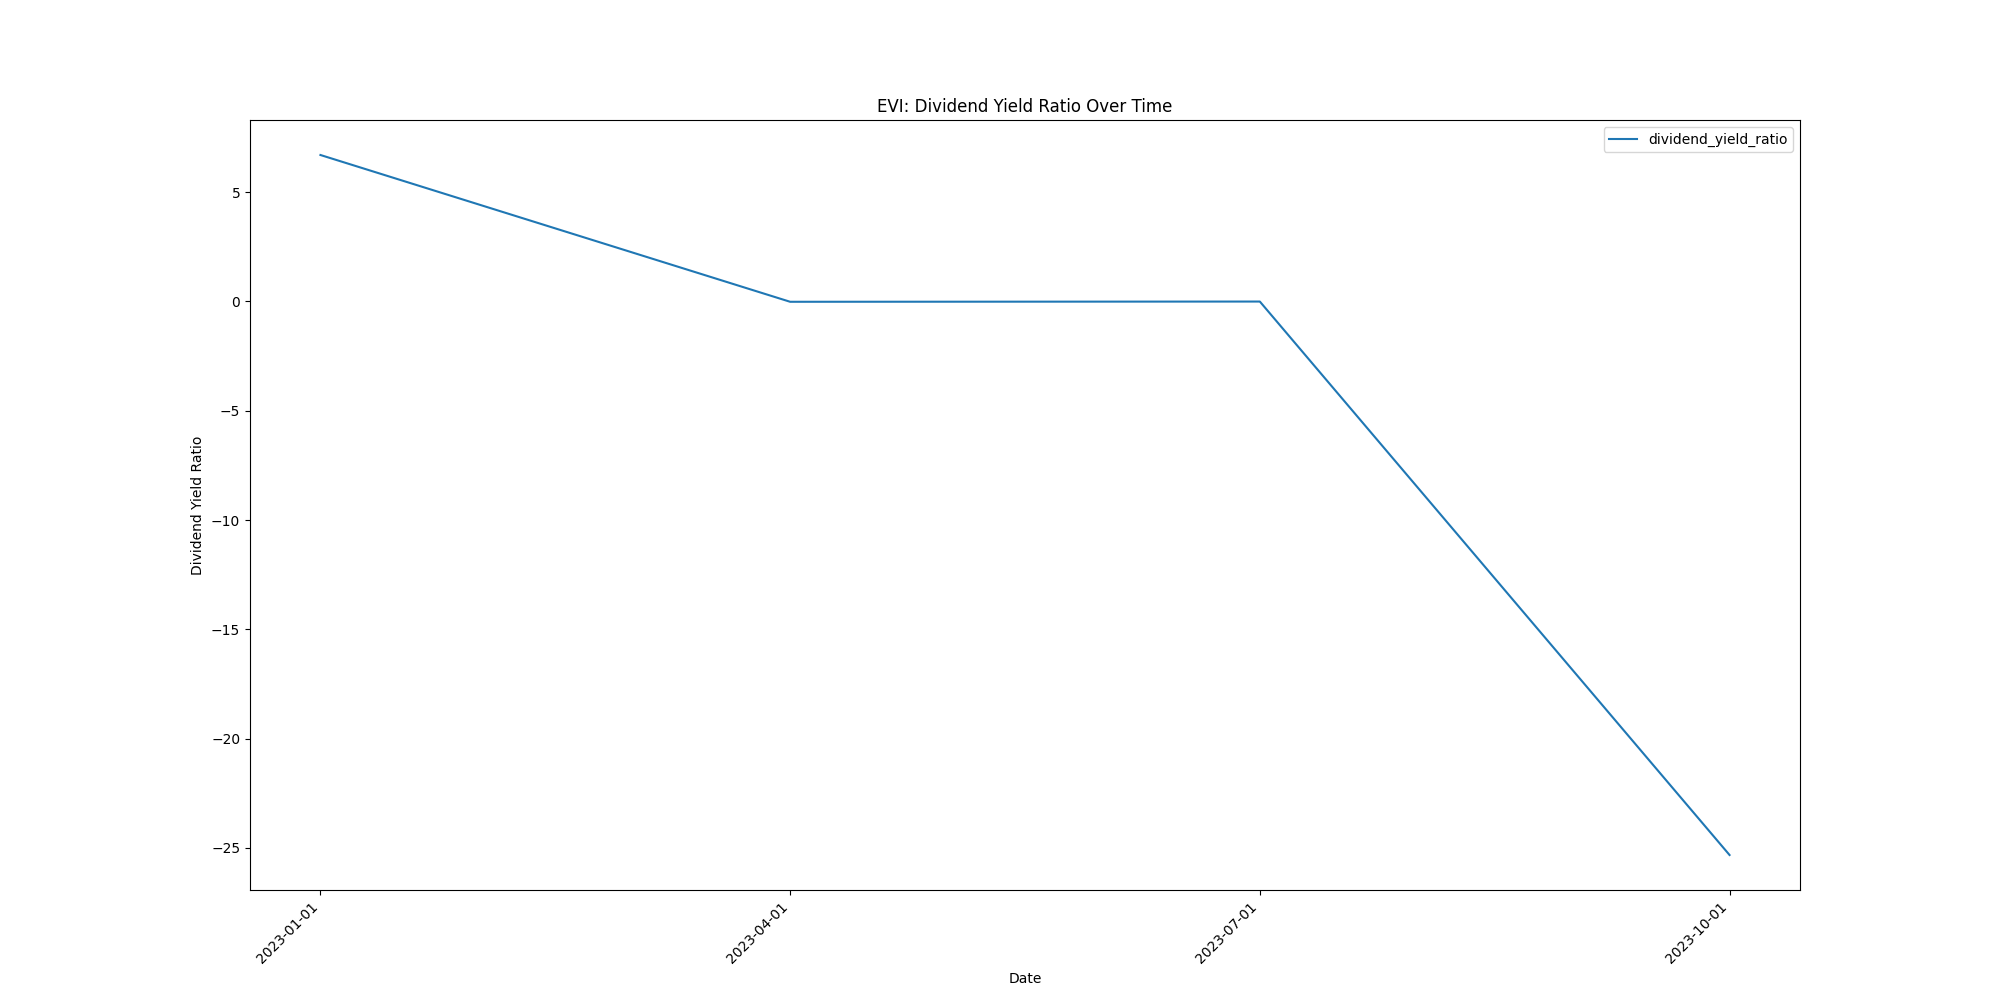 EVI: Dividend Yield Ratio Over Time
dividend_yield_ratio
5
0
−5
−10
−15
−20
−25
Dividend Yield Ratio
2023-01-01
2023-04-01
2023-07-01
2023-10-01
Date